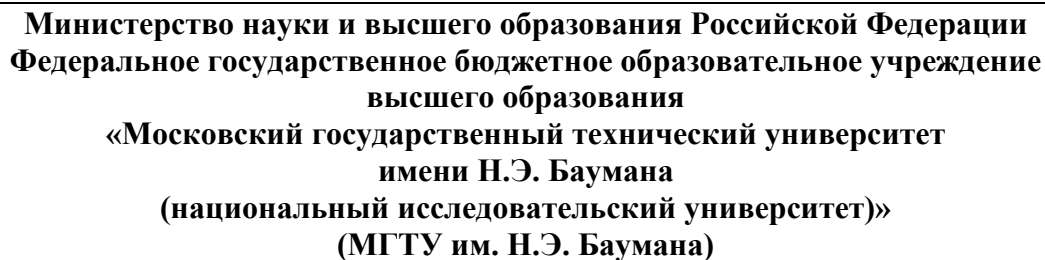 Министерство науки и высшего образования Российской Федерации
Федеральное государственное бюджетное образовательное учреждение
высшего образования
«Московский государственный технический университет
имени Н.Э. Баумана
(национальный исследовательский университет)»
(МГТУ им. Н.Э. Баумана)